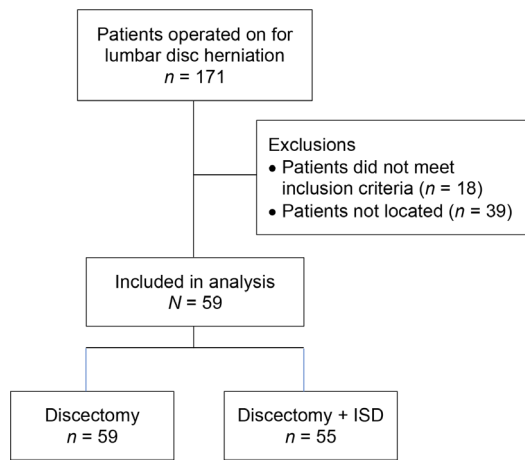 Patients operated on for
lumbar disc herniation
n = 171
Exclusions
• Patients did not meet
inclusion criteria (n = 18)
• Patients not located (n = 39)
Included in analysis
N = 59
Discectomy
n = 59
Discectomy + ISD
n = 55